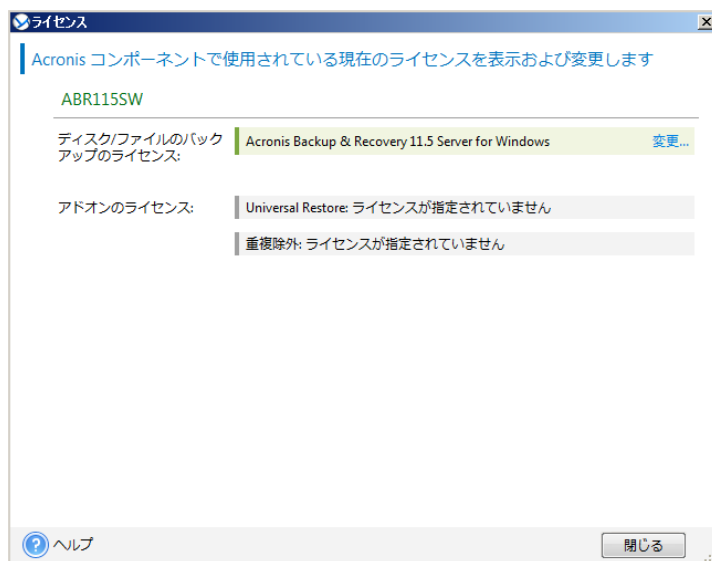 ライセンス
Acronis コンポーネントで使用されている現在のライセンスを表示および変更します
ABR115SW
ディスク/ファイルのバック
アップのライセンス:
Acronis Backup & Recovery 11.5 Server for Windows
変更...
アドオンのライセンス:
Universal Restore: ライセンスが指定されていません
重複除外: ライセンスが指定されていません
ヘルプ
閉じる